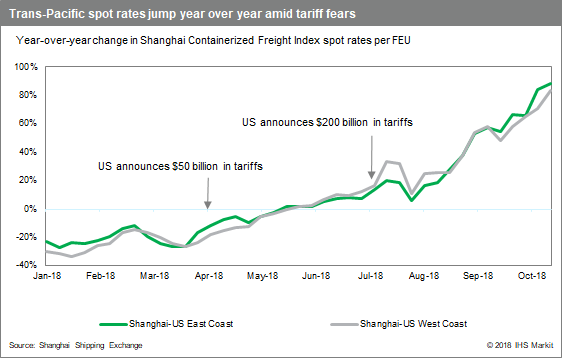 Trans-Pacific spot rates jump year over year amid tariff fears
Year-over-year change in Shanghai Containerized Freight Index spot rates per FEU
100%
80%
60%
40%
20%
0%
-20%
-40%
US announces $200 billion in tariffs
US announces $50 billion in tariffs
Jan-18 Feb-18 Mar-18 Apr-18 May-18 Jun-18 Jul-18 Aug-18 Sep-18 Oct-18
Shanghai-US East Coast Shanghai-US West Coast
Source: Shanghai Shipping Exchange © 2018 IHS Markit